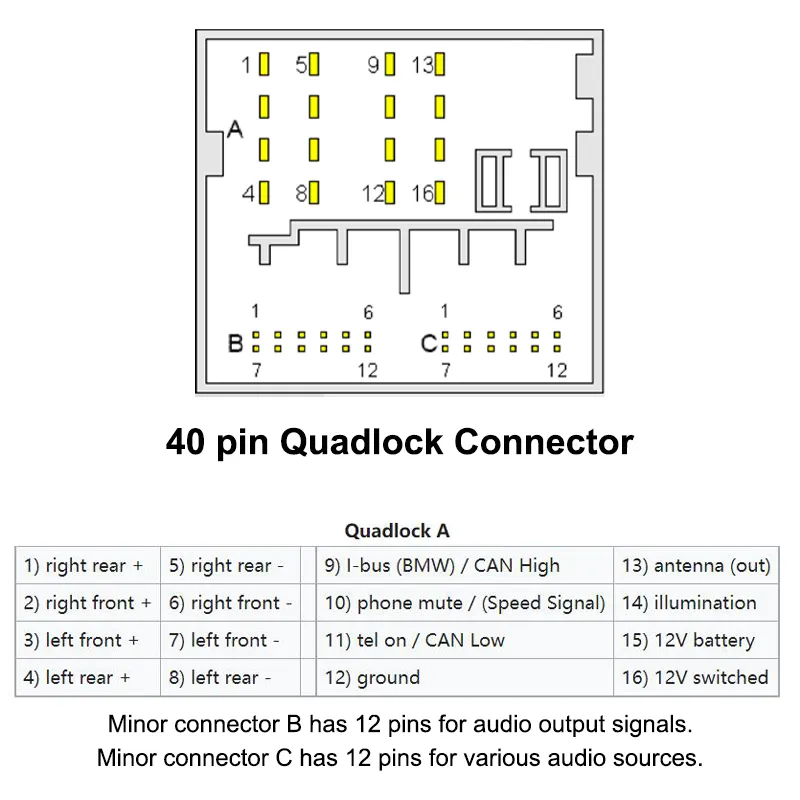 1 5 9 13
A
4 8 12 16
1 6 1 6
B C
7 12 7 12
40 pin Quadlock Connector
Quadlock A
1) right rear + 5) right rear - 9) I-bus (BMW) / CAN High 13) antenna (out)
2) right front + 6) right front - 10) phone mute / (Speed Signal) 14) illumination
3) left front + 7) left front - 11) tel on / CAN Low 15) 12V battery
4) left rear + 8) left rear - 12) ground 16) 12V switched
Minor connector B has 12 pins for audio output signals.
Minor connector C has 12 pins for various audio sources.